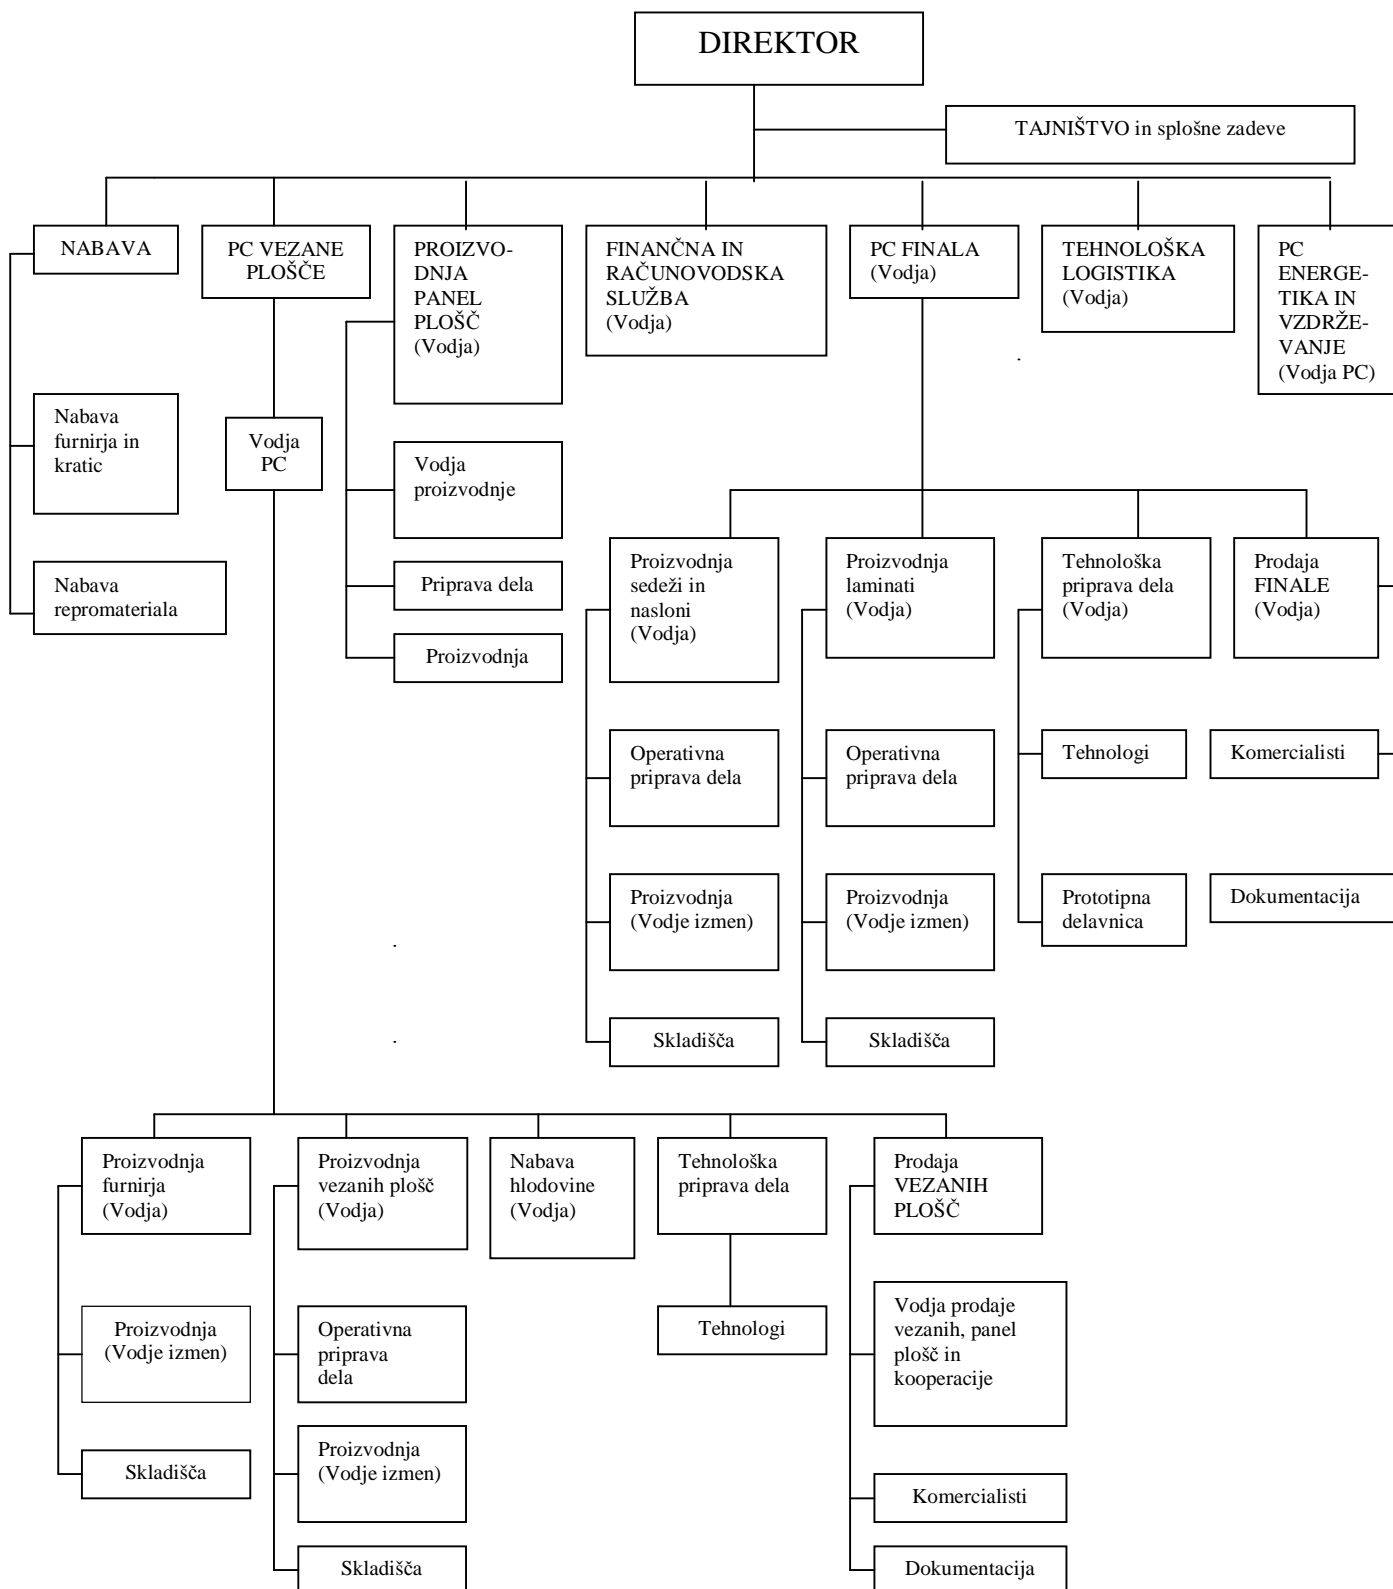 DIREKTOR
TAJNIŠTVO in splošne zadeve
NABAVA
PC VEZANE
PLOŠČE
PROIZVO-
DNJA
PANEL
PLOŠČ
(Vodja)
FINANČNA IN
RAČUNOVODSKA
SLUŽBA
(Vodja)
PC FINALA
(Vodja)
TEHNOLOŠKA
LOGISTIKA
(Vodja)
PC
ENERGE-
TIKA IN
VZDRŽE-
VANJE
(Vodja PC)
Nabava
furnirja in
kratic
Nabava
repromateriala
Vodja
PC
Vodja
proizvodnje
Priprava dela
Proizvodnja
Proizvodnja
sedeži in
nasloni
(Vodja)
Proizvodnja
laminati
(Vodja)
Tehnološka
priprava dela
(Vodja)
Prodaja
FINALE
(Vodja)
Operativna
priprava dela
Operativna
priprava dela
Tehnologi
Komercialisti
Proizvodnja
(Vodje izmen)
Proizvodnja
(Vodje izmen)
Prototipna
delavnica
Dokumentacija
Skladišča
Skladišča
Proizvodnja
furnirja
(Vodja)
Proizvodnja
vezanih plošč
(Vodja)
Nabava
hlodovine
(Vodja)
Tehnološka
priprava dela
Prodaja
VEZANIH
PLOŠČ
Proizvodnja
(Vodje izmen)
Operativna
priprava
dela
Tehnologi
Vodja prodaje
vezanih, panel
plošč in
kooperacije
Skladišča
Proizvodnja
(Vodje izmen)
Komercialisti
Skladišča
Dokumentacija